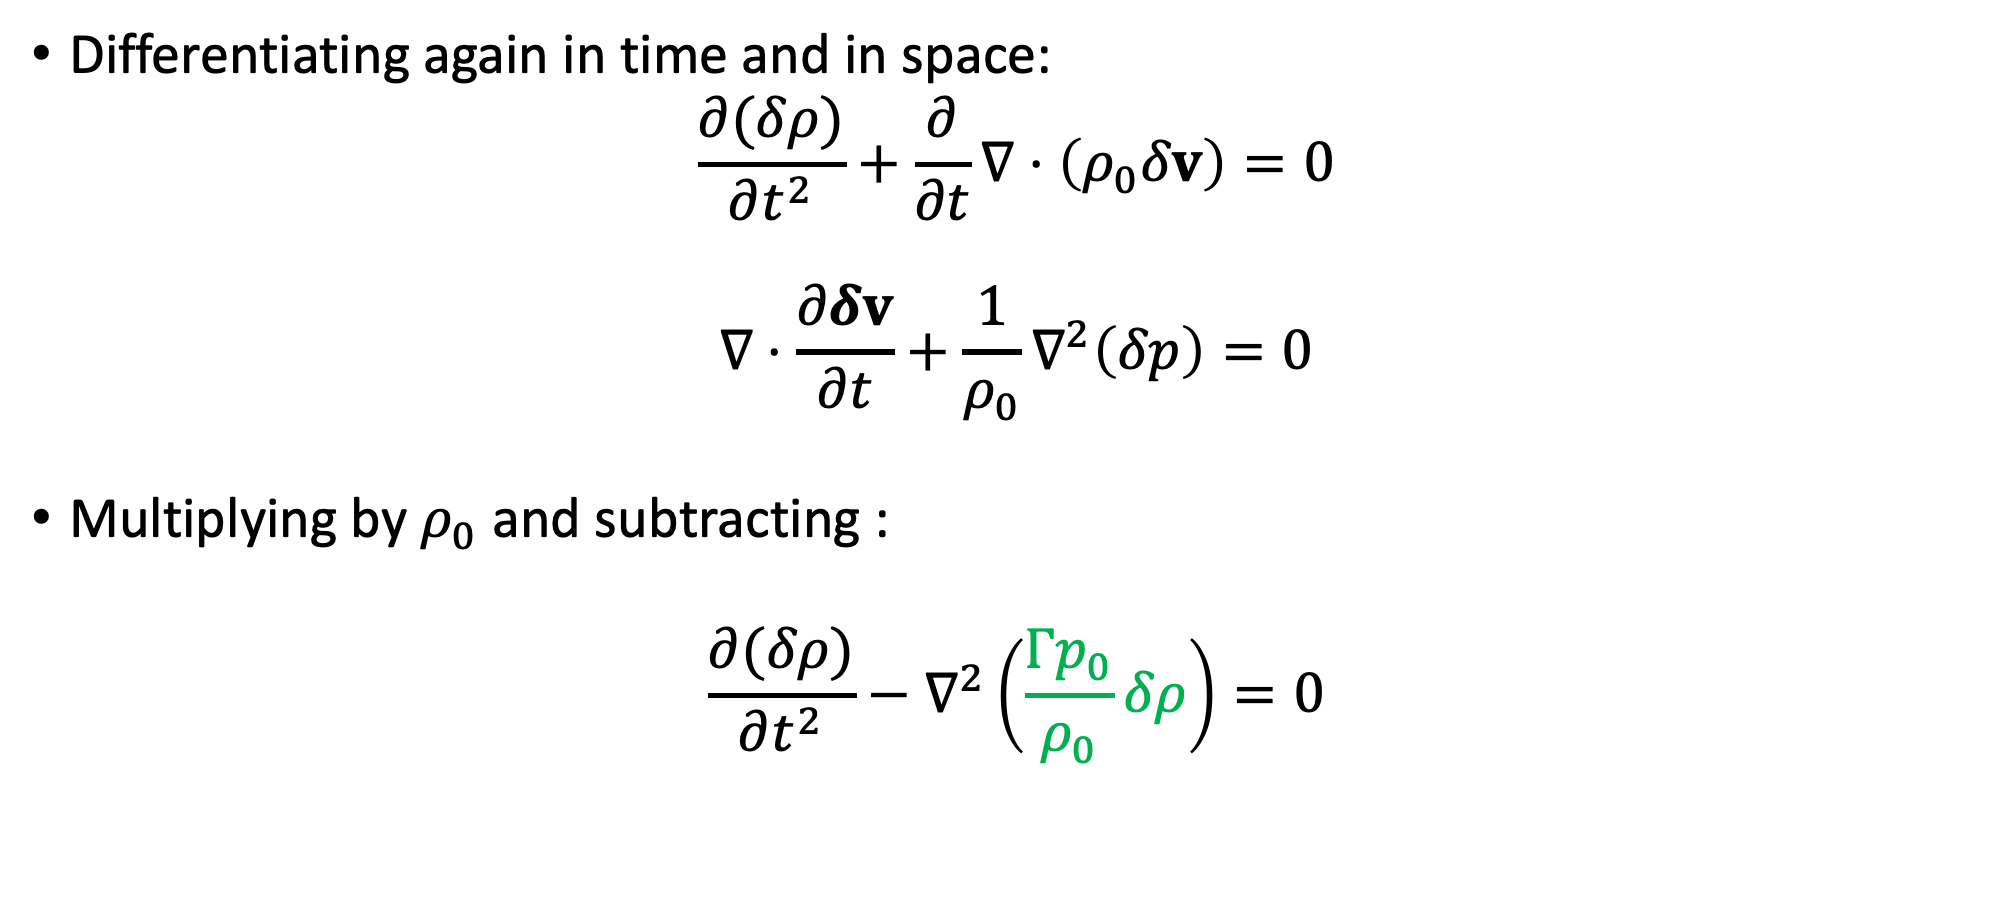 • Differentiating again in time and in space:
∂(δρ)/∂t² + ∂/∂t ∇ · (ρ₀δ𝐯) = 0
∇ · ∂𝜹𝐯/∂t + 1/ρ₀ ∇²(δp) = 0
• Multiplying by ρ₀ and subtracting :
∂(δρ)/∂t² − ∇² (Γp₀/ρ₀ δρ) = 0